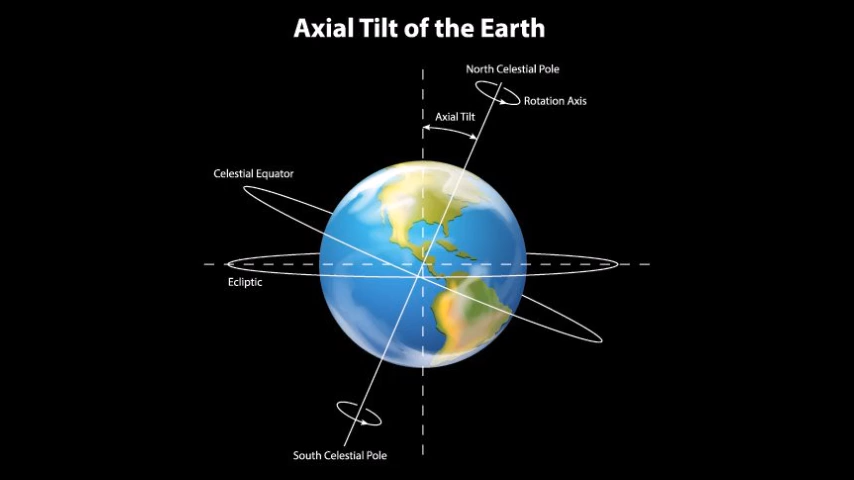 Axial Tilt of the Earth
North Celestial Pole
Rotation Axis
Axial Tilt
Celestial Equator
Ecliptic
South Celestial Pole